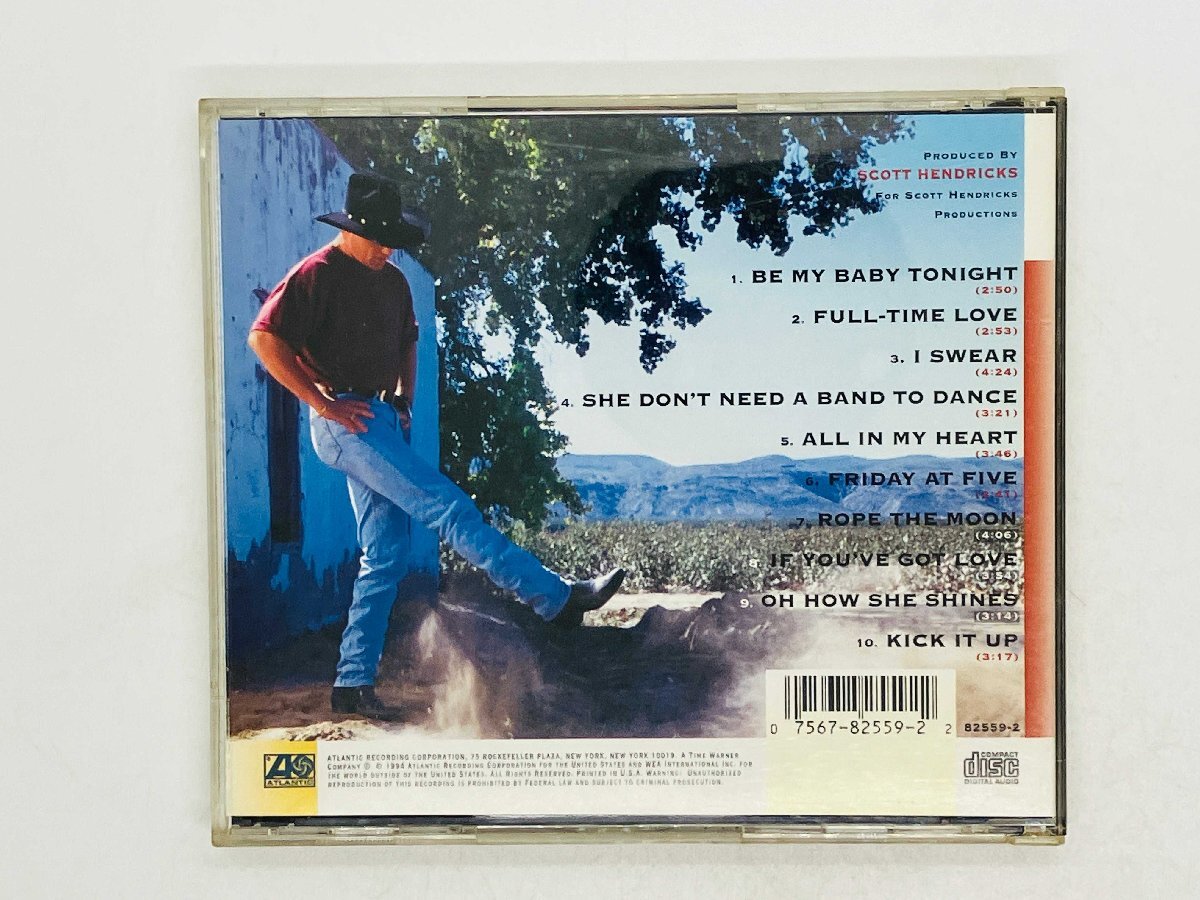 PRODUCED BY
SCOTT HENDRICKS
FOR SCOTT HENDRICKS
PRODUCTIONS
1. BE MY BABY TONIGHT
(2:50)
2. FULL-TIME LOVE
(2:53)
3. I SWEAR
(4:24)
4. SHE DON'T NEED A BAND TO DANCE
(3:21)
5. ALL IN MY HEART
(3:46)
6. FRIDAY AT FIVE
(2:41)
7. ROPE THE MOON
(4:06)
8. IF YOU'VE GOT LOVE
(3:54)
9. OH HOW SHE SHINES
(3:14)
10. KICK IT UP
(3:17)
0 7567-82559-2 2
82559-2
ATLANTIC
ATLANTIC RECORDING CORPORATION, 75 ROCKEFELLER PLAZA, NEW YORK, NEW YORK 10019. A TIME WARNER
COMPANY ℗ © 1994 ATLANTIC RECORDING CORPORATION FOR THE UNITED STATES AND WEA INTERNATIONAL INC. FOR
THE WORLD OUTSIDE OF THE UNITED STATES. ALL RIGHTS RESERVED. PRINTED IN U.S.A. WARNING: UNAUTHORIZED
REPRODUCTION OF THIS RECORDING IS PROHIBITED BY FEDERAL LAW AND SUBJECT TO CRIMINAL PROSECUTION.
COMPACT
disc
DIGITAL AUDIO